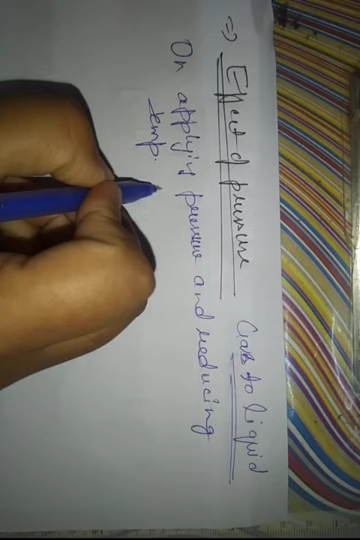 ⇒ Effect of pressure Gas to liquid
On applying pressure and reducing
temp.